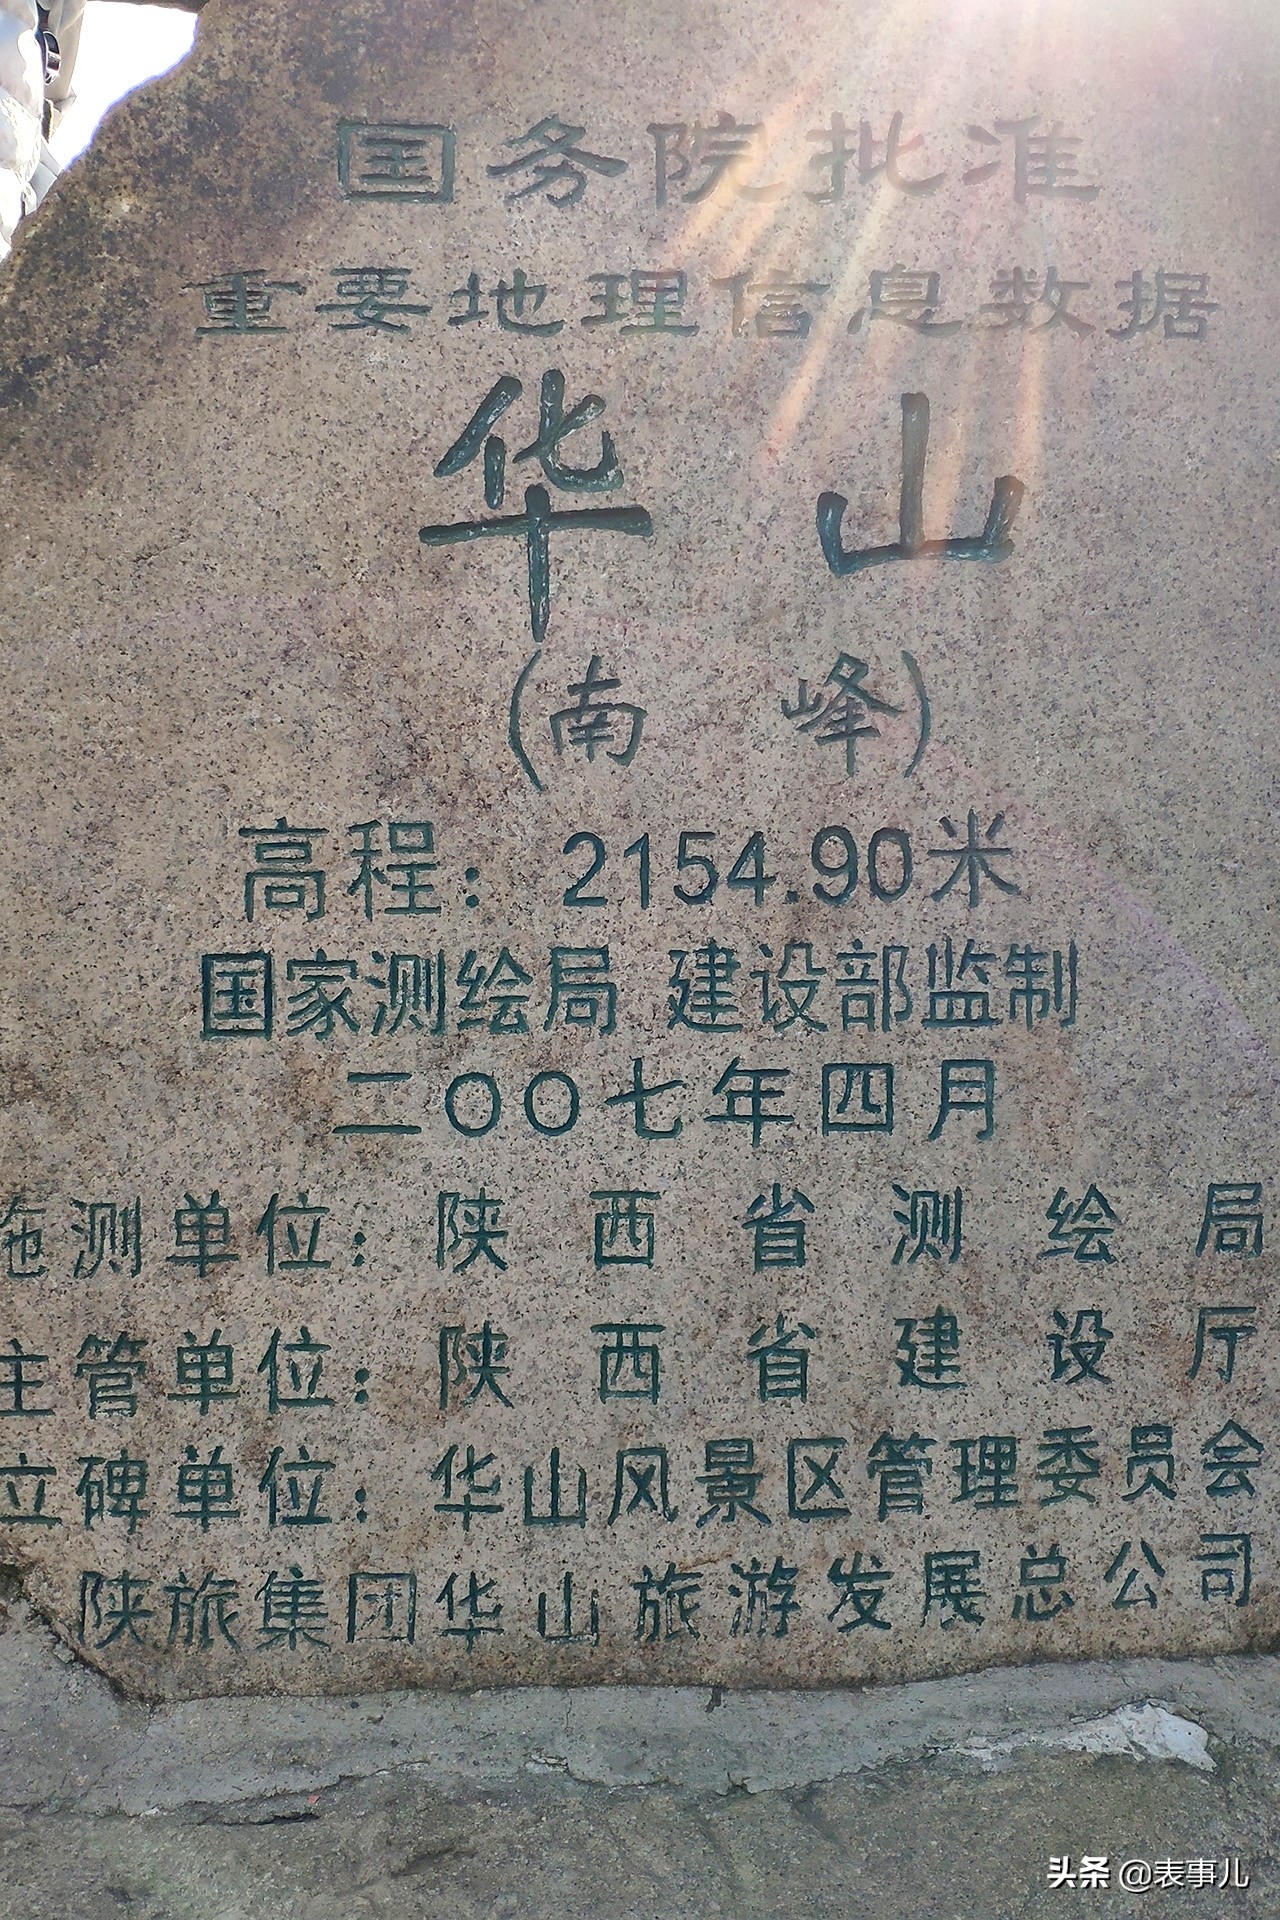 国务院批准
重要地理信息数据
华山
(南峰)
高程：2154.90米
国家测绘局 建设部监制
二〇〇七年四月
施测单位：陕西省测绘局
主管单位：陕西省建设厅
立碑单位：华山风景区管理委员会
陕旅集团华山旅游发展总公司
头条 @表事儿